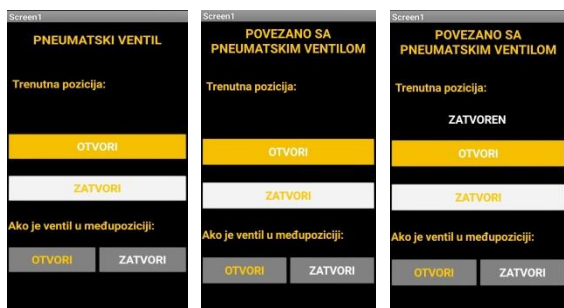 Screen1
PNEUMATSKI VENTIL
Trenutna pozicija:
OTVORI
ZATVORI
Ako je ventil u međupoziciji:
OTVORI ZATVORI
Screen1
POVEZANO SA
PNEUMATSKIM VENTILOM
Trenutna pozicija:
OTVORI
ZATVORI
Ako je ventil u međupoziciji:
OTVORI ZATVORI
Screen1
POVEZANO SA
PNEUMATSKIM VENTILOM
Trenutna pozicija:
ZATVOREN
OTVORI
ZATVORI
Ako je ventil u međupoziciji:
OTVORI ZATVORI